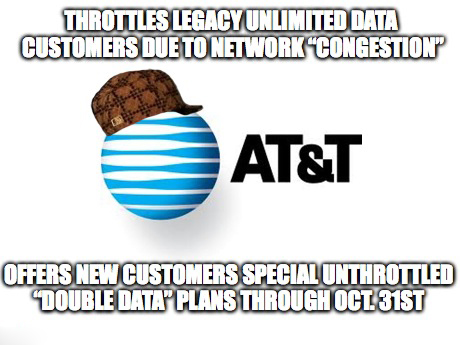 THROTTLES LEGACY UNLIMITED DATA
CUSTOMERS DUE TO NETWORK “CONGESTION”
AT&T
OFFERS NEW CUSTOMERS SPECIAL UNTHROTTLED
“DOUBLE DATA” PLANS THROUGH OCT. 31ST